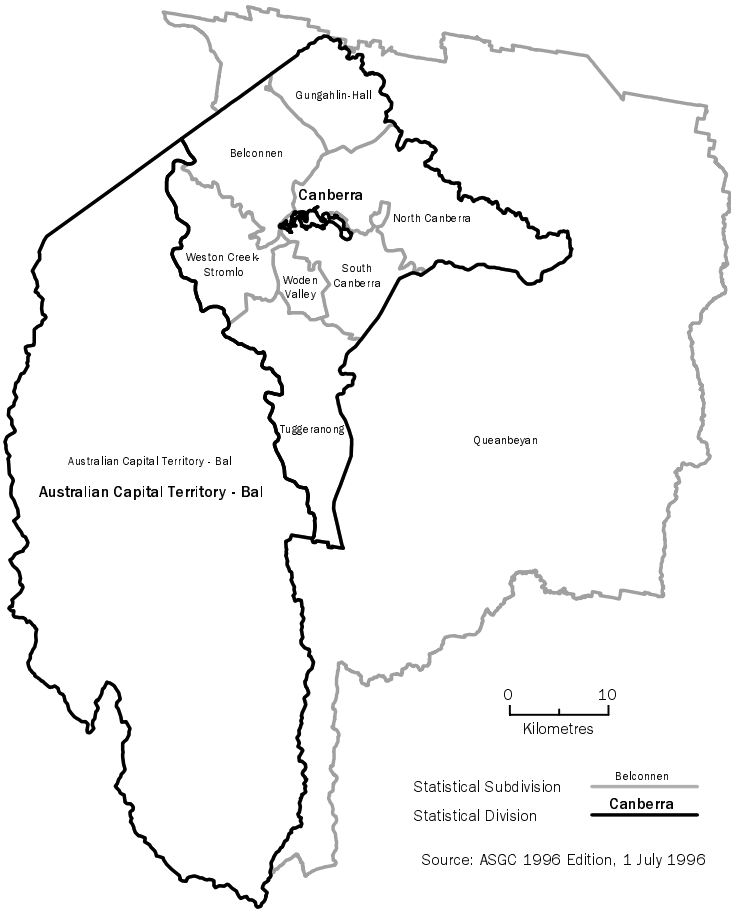 Gungahlin-Hall
Belconnen
Canberra
North Canberra
Weston Creek-
Stromlo
Woden
Valley
South
Canberra
Tuggeranong
Queanbeyan
Australian Capital Territory - Bal
Australian Capital Territory - Bal
0 10
Kilometres
Statistical Subdivision Belconnen
Statistical Division Canberra
Source: ASGC 1996 Edition, 1 July 1996